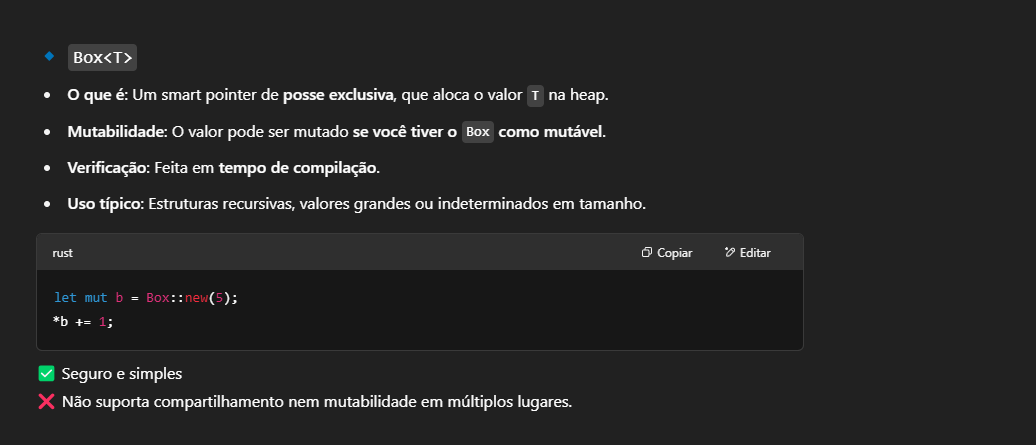 Box<T>
O que é: Um smart pointer de posse exclusiva, que aloca o valor T na heap.
Mutabilidade: O valor pode ser mutado se você tiver o Box como mutável.
Verificação: Feita em tempo de compilação.
Uso típico: Estruturas recursivas, valores grandes ou indeterminados em tamanho.
rust Copiar Editar
let mut b = Box::new(5);
*b += 1;
✅ Seguro e simples
❌ Não suporta compartilhamento nem mutabilidade em múltiplos lugares.